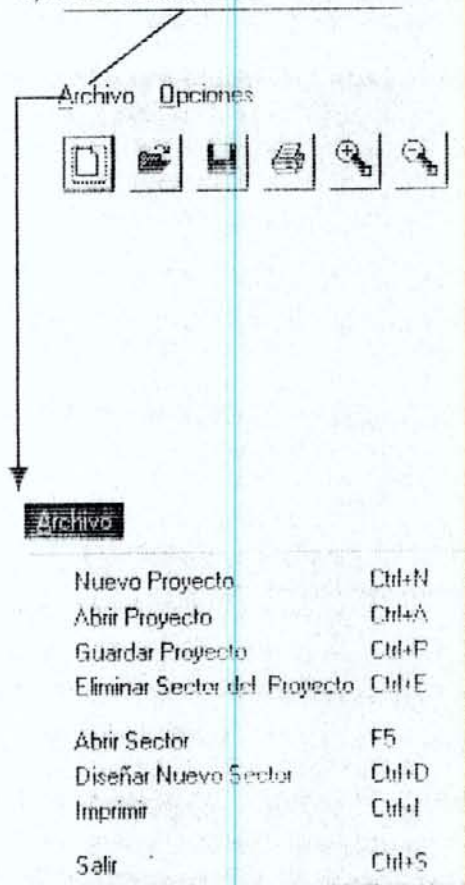 Archivo Opciones
Archivo
Nuevo Proyecto Ctrl+N
Abrir Proyecto Ctrl+A
Guardar Proyecto Ctrl+P
Eliminar Sector del Proyecto Ctrl+E
Abrir Sector F5
Diseñar Nuevo Sector Ctrl+D
Imprimir Ctrl+I
Salir Ctrl+S